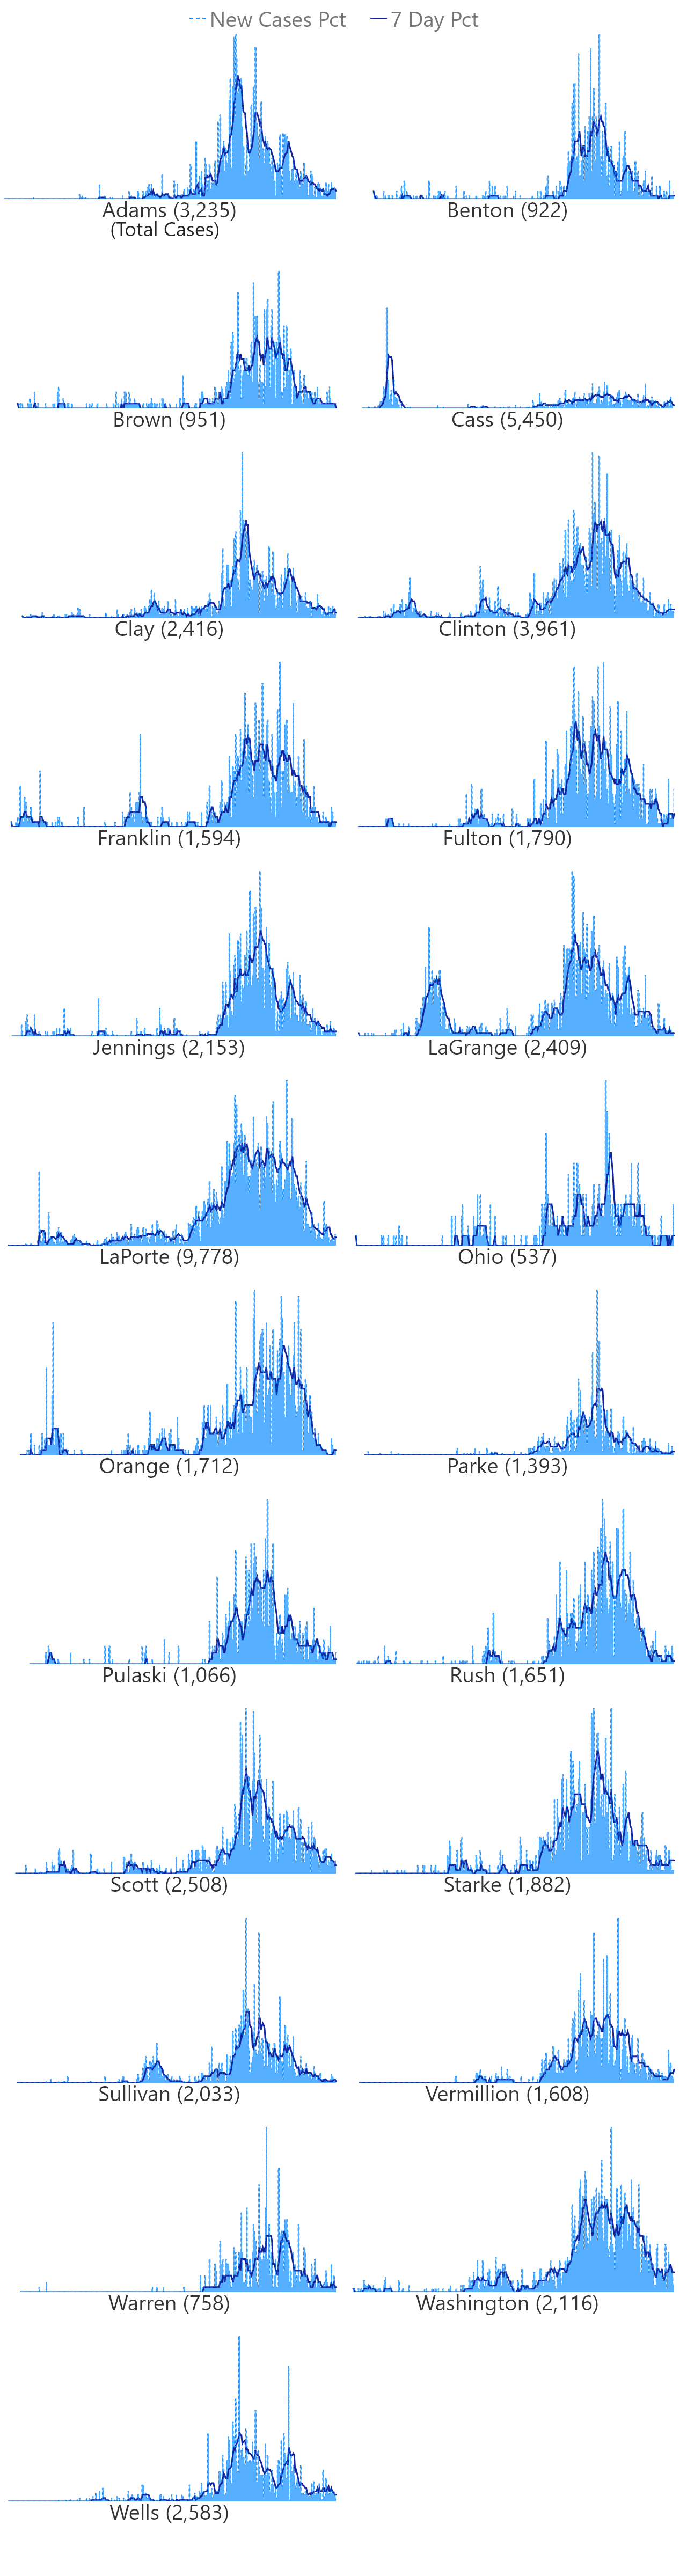 New Cases Pct 7 Day Pct
Adams (3,235) Benton (922)
(Total Cases)
Brown (951) Cass (5,450)
Clay (2,416) Clinton (3,961)
Franklin (1,594) Fulton (1,790)
Jennings (2,153) LaGrange (2,409)
LaPorte (9,778) Ohio (537)
Orange (1,712) Parke (1,393)
Pulaski (1,066) Rush (1,651)
Scott (2,508) Starke (1,882)
Sullivan (2,033) Vermillion (1,608)
Warren (758) Washington (2,116)
Wells (2,583)